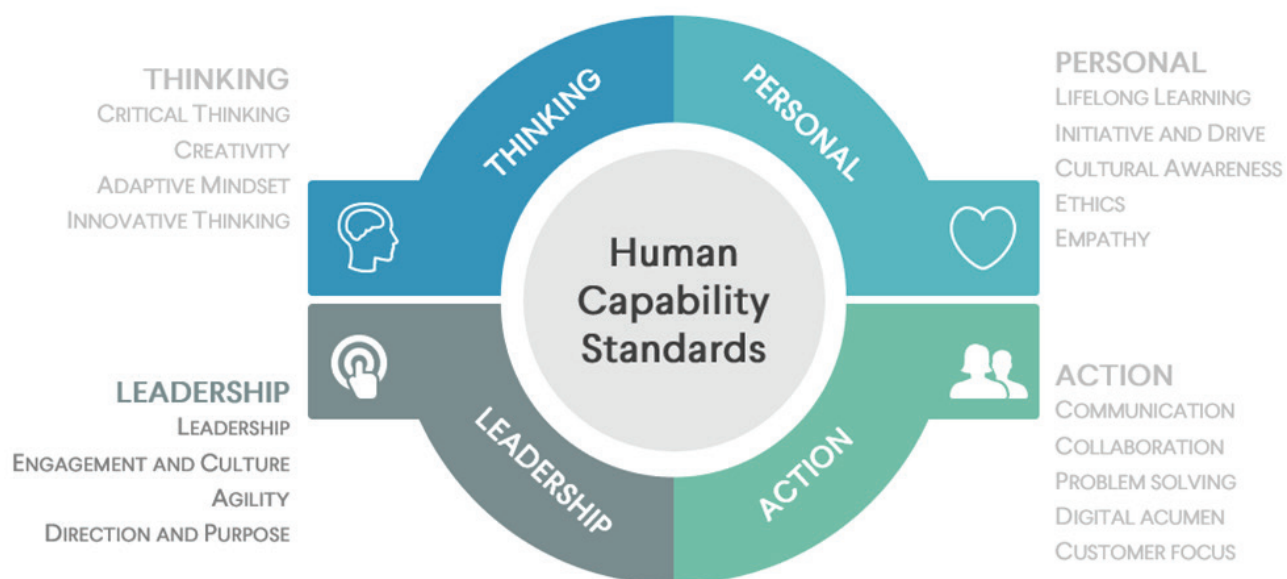 THINKING
CRITICAL THINKING
CREATIVITY
ADAPTIVE MINDSET
INNOVATIVE THINKING
THINKING
PERSONAL
PERSONAL
LIFELONG LEARNING
INITIATIVE AND DRIVE
CULTURAL AWARENESS
ETHICS
EMPATHY
Human
Capability
Standards
LEADERSHIP
LEADERSHIP
ENGAGEMENT AND CULTURE
AGILITY
DIRECTION AND PURPOSE
LEADERSHIP
ACTION
ACTION
COMMUNICATION
COLLABORATION
PROBLEM SOLVING
DIGITAL ACUMEN
CUSTOMER FOCUS